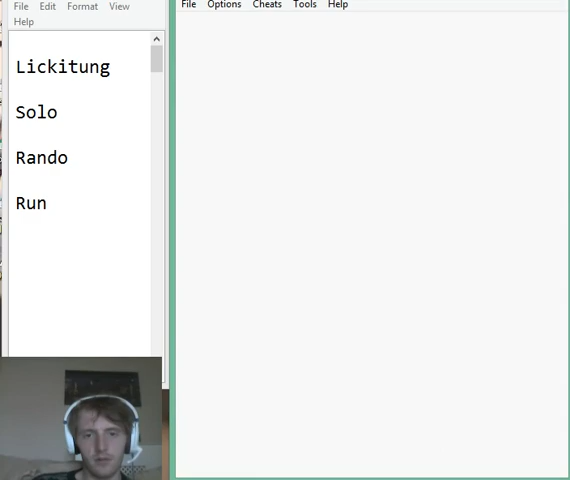 File Edit Format View
Help
Lickitung
Solo
Rando
Run
File Options Cheats Tools Help